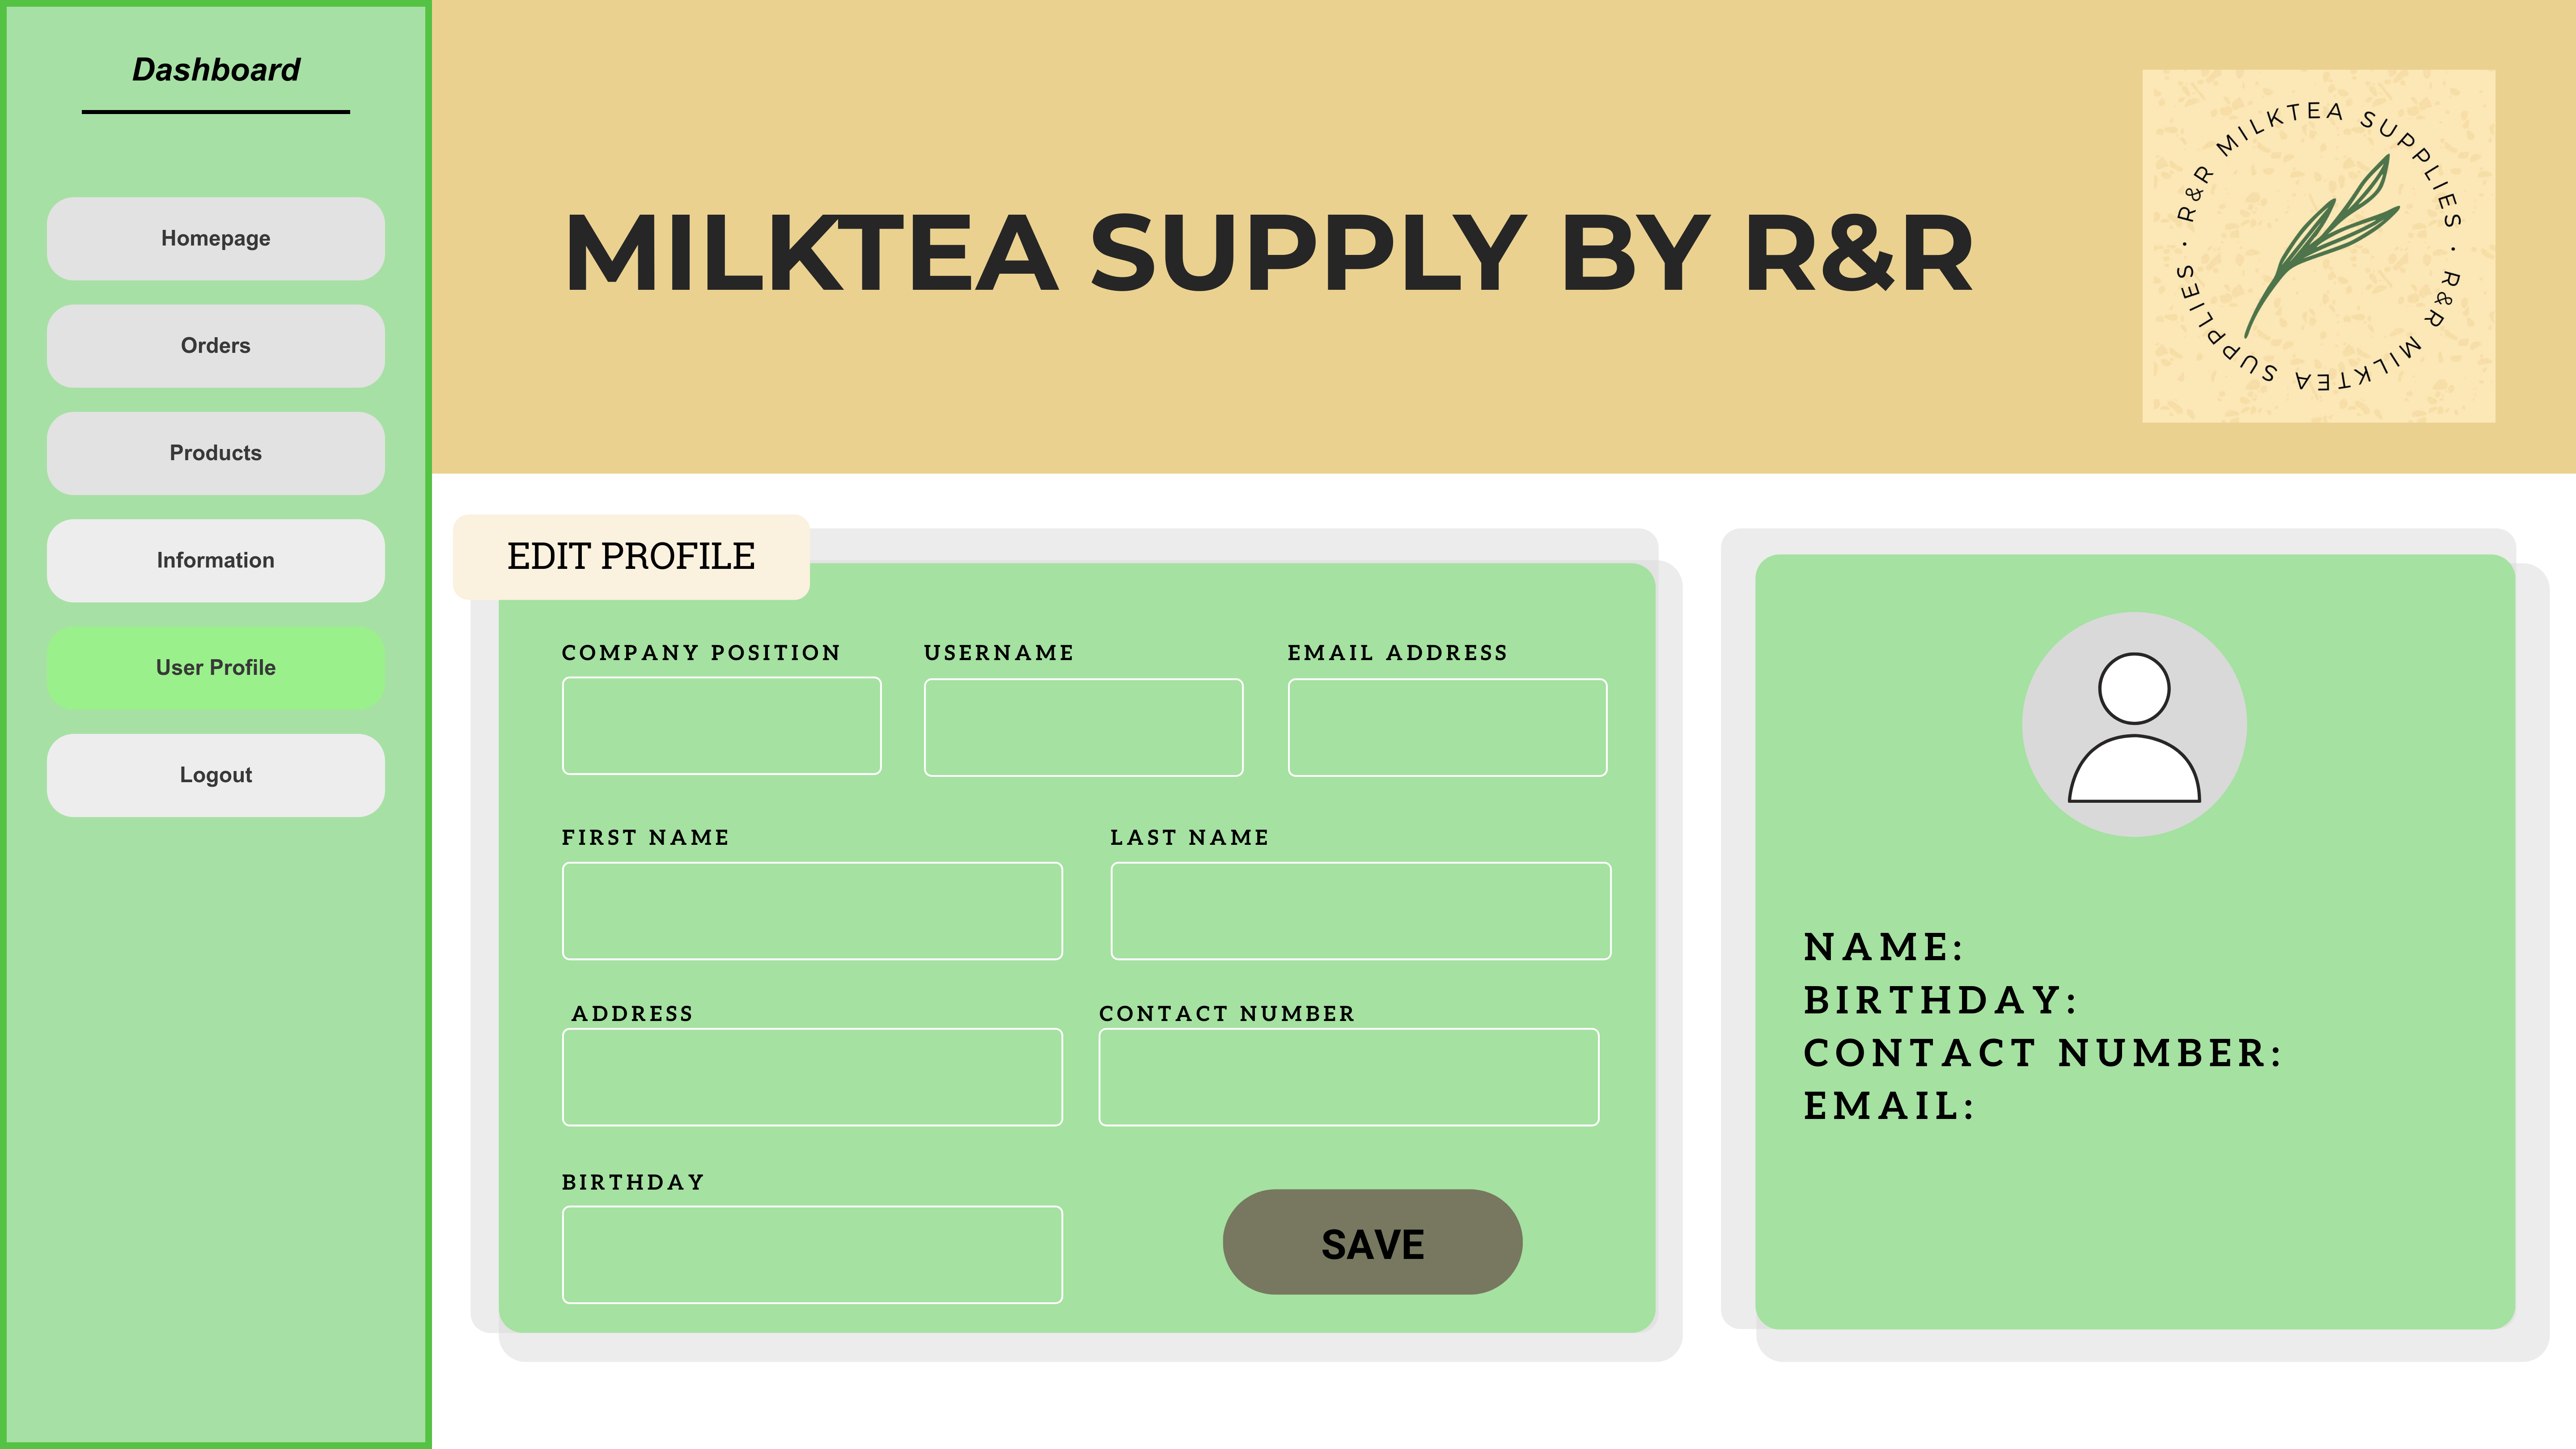 Dashboard
Homepage
Orders
Products
Information
User Profile
Logout
MILKTEA SUPPLY BY R&R
R&R MILKTEA SUPPLIES · R&R MILKTEA SUPPLIES ·
EDIT PROFILE
COMPANY POSITION USERNAME EMAIL ADDRESS
FIRST NAME LAST NAME
ADDRESS CONTACT NUMBER
BIRTHDAY
SAVE
NAME:
BIRTHDAY:
CONTACT NUMBER:
EMAIL: